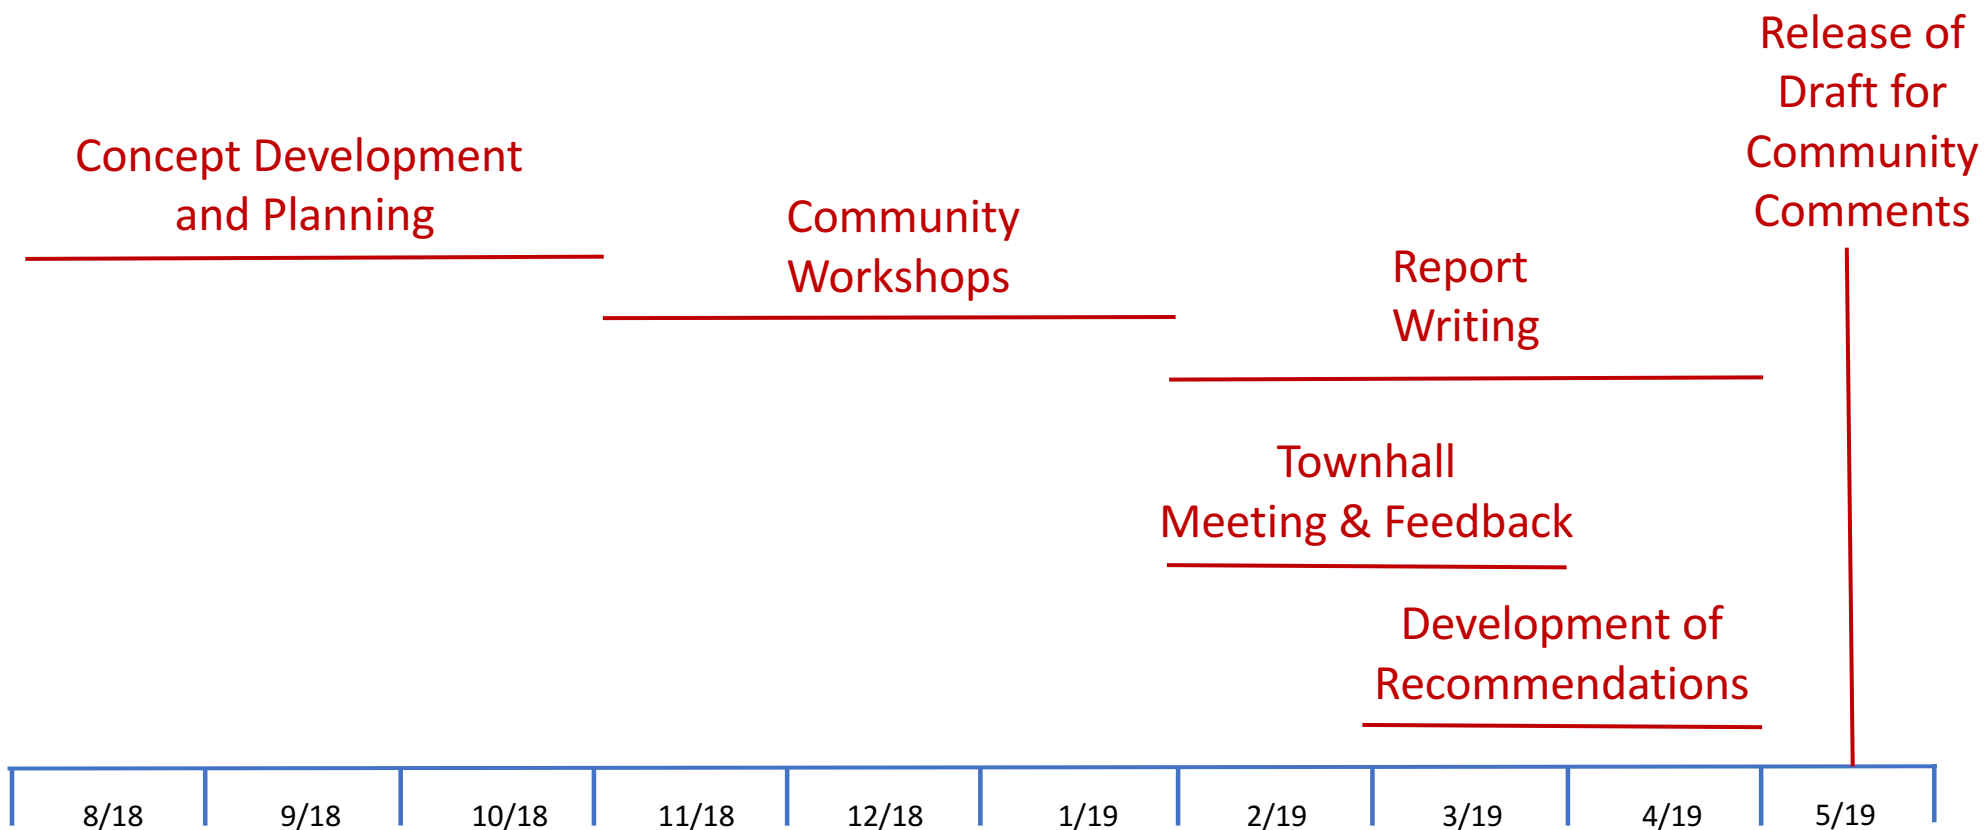 Concept Development
and Planning
Community
Workshops
Report
Writing
Release of
Draft for
Community
Comments
Townhall
Meeting & Feedback
Development of
Recommendations
8/18
9/18
10/18
11/18
12/18
1/19
2/19
3/19
4/19
5/19